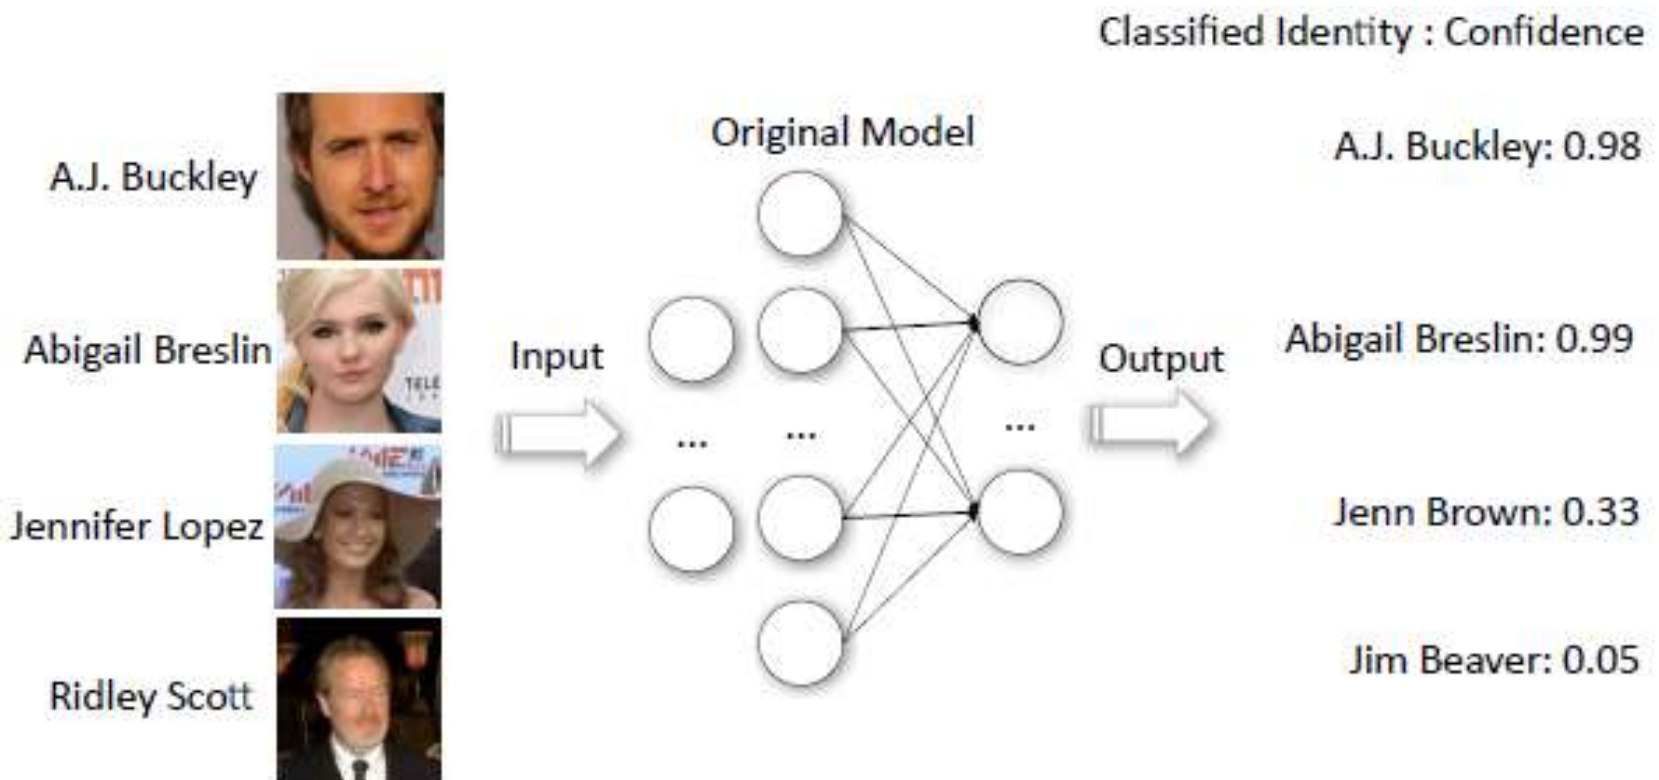 Classified Identity : Confidence
Original Model
A.J. Buckley
A.J. Buckley: 0.98
Abigail Breslin
Input
Output
Abigail Breslin: 0.99
TELE
...
...
...
Jennifer Lopez
Jenn Brown: 0.33
Ridley Scott
Jim Beaver: 0.05